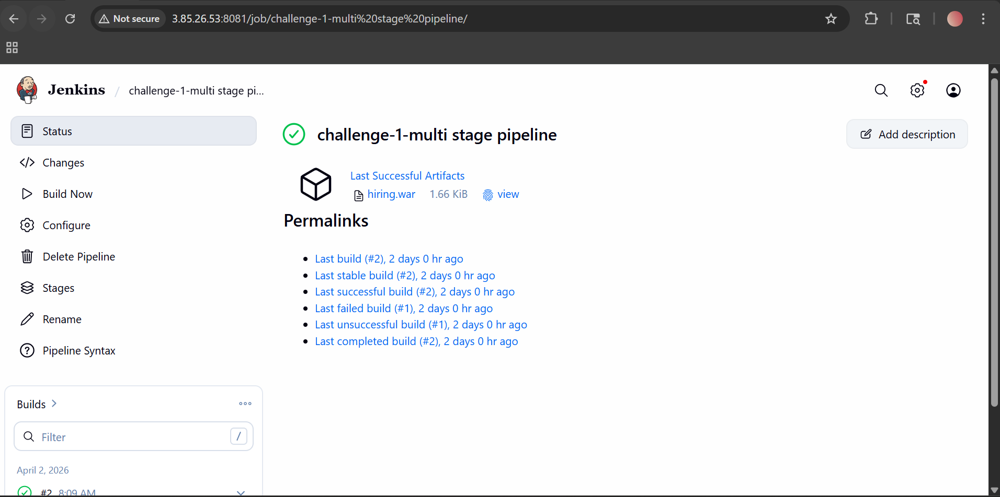 Not secure 3.85.26.53:8081/job/challenge-1-multi%20stage%20pipeline/
Jenkins / challenge-1-multi stage pi...
Status
Changes
Build Now
Configure
Delete Pipeline
Stages
Rename
Pipeline Syntax
Builds
Filter /
April 2, 2026
#2 8:09 AM
challenge-1-multi stage pipeline
Add description
Last Successful Artifacts
hiring.war 1.66 KiB view
Permalinks
Last build (#2), 2 days 0 hr ago
Last stable build (#2), 2 days 0 hr ago
Last successful build (#2), 2 days 0 hr ago
Last failed build (#1), 2 days 0 hr ago
Last unsuccessful build (#1), 2 days 0 hr ago
Last completed build (#2), 2 days 0 hr ago